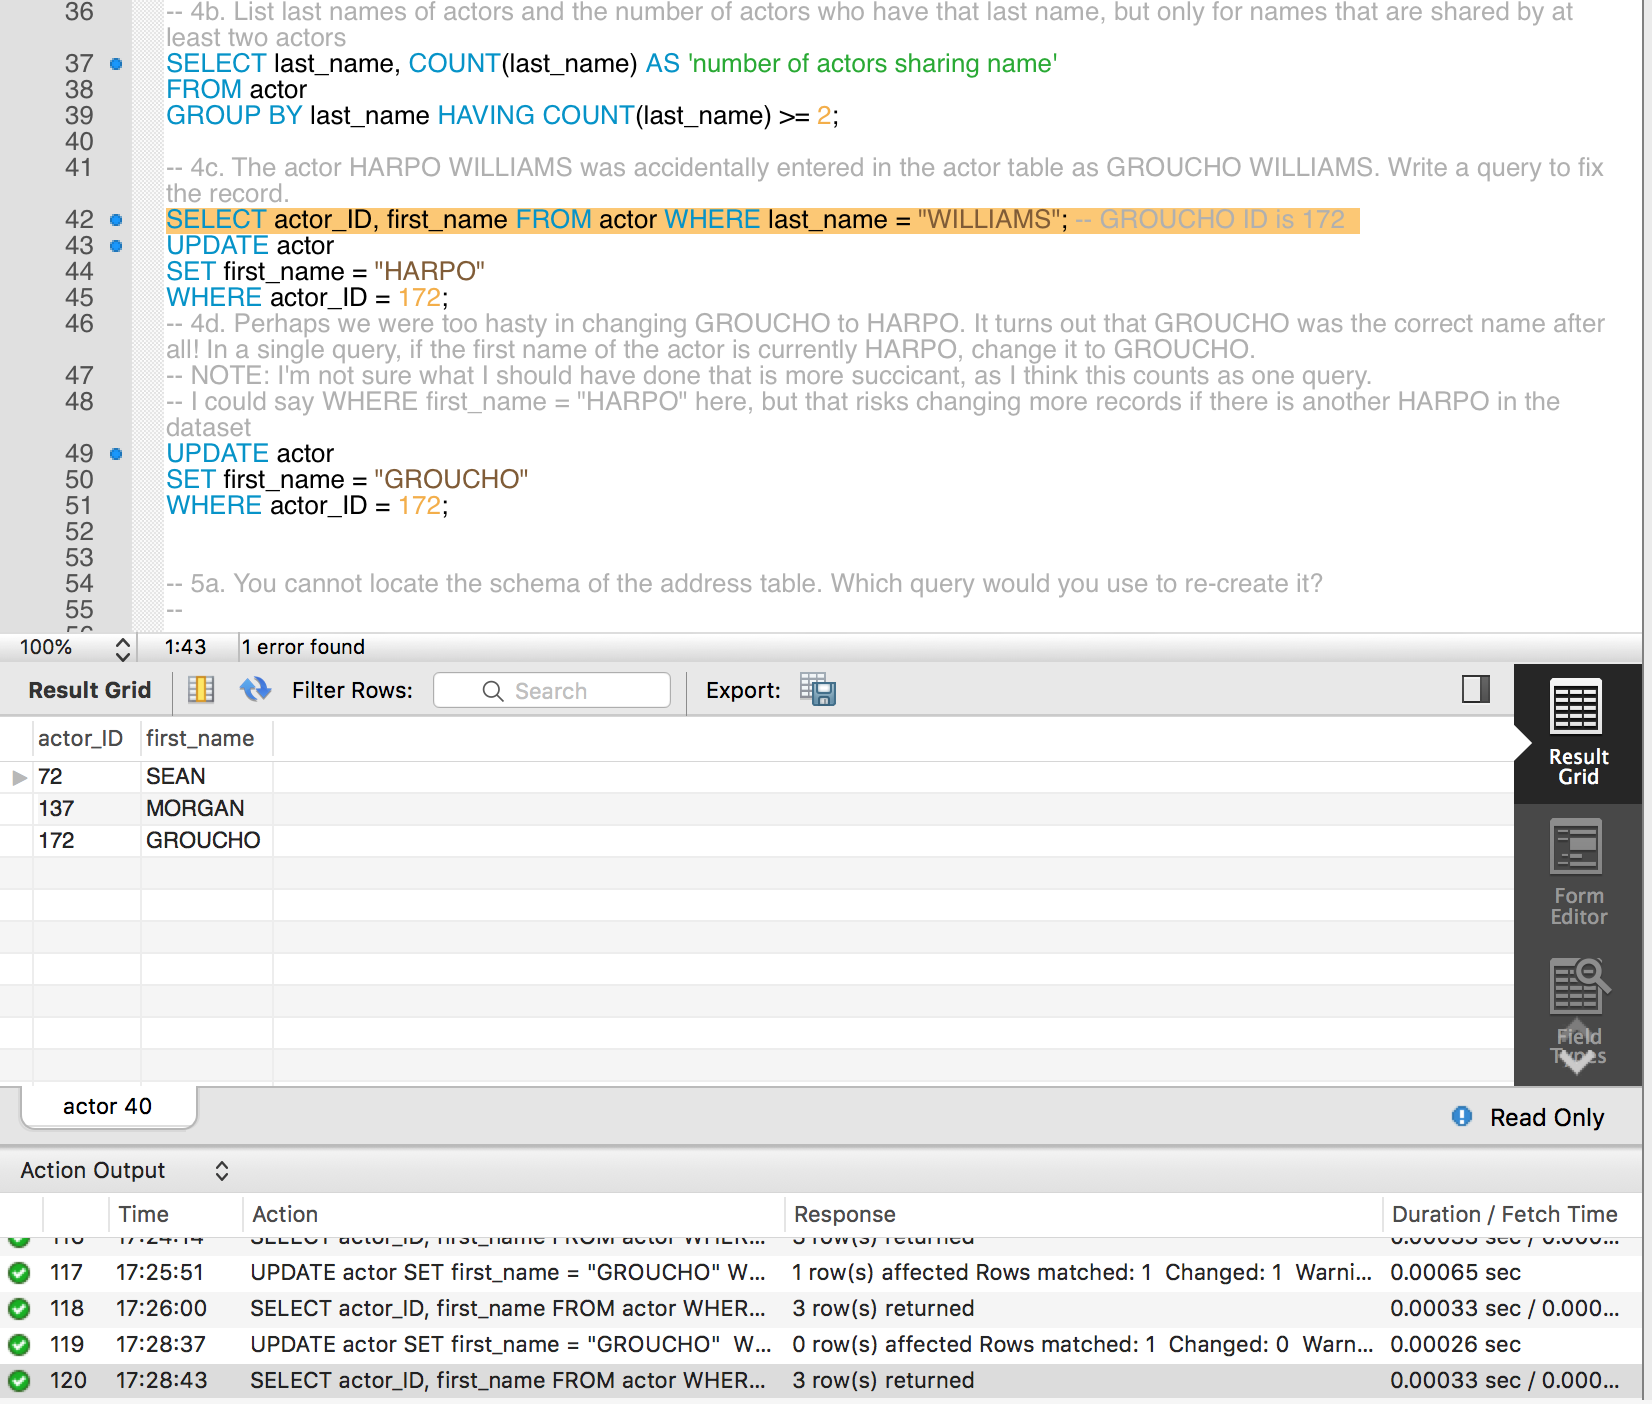 36 -- 4b. List last names of actors and the number of actors who have that last name, but only for names that are shared by at
least two actors
37 SELECT last_name, COUNT(last_name) AS 'number of actors sharing name'
38 FROM actor
39 GROUP BY last_name HAVING COUNT(last_name) >= 2;
40
41 -- 4c. The actor HARPO WILLIAMS was accidentally entered in the actor table as GROUCHO WILLIAMS. Write a query to fix
the record.
42 SELECT actor_ID, first_name FROM actor WHERE last_name = "WILLIAMS"; -- GROUCHO ID is 172
43 UPDATE actor
44 SET first_name = "HARPO"
45 WHERE actor_ID = 172;
46 -- 4d. Perhaps we were too hasty in changing GROUCHO to HARPO. It turns out that GROUCHO was the correct name after
all! In a single query, if the first name of the actor is currently HARPO, change it to GROUCHO.
47 -- NOTE: I'm not sure what I should have done that is more succicant, as I think this counts as one query.
48 -- I could say WHERE first_name = "HARPO" here, but that risks changing more records if there is another HARPO in the
dataset
49 UPDATE actor
50 SET first_name = "GROUCHO"
51 WHERE actor_ID = 172;
52
53
54 -- 5a. You cannot locate the schema of the address table. Which query would you use to re-create it?
55 --
100% 1:43 1 error found
Result Grid Filter Rows: Search Export:
actor_ID first_name
72 SEAN
137 MORGAN
172 GROUCHO
Result
Grid
Form
Editor
Field
Types
actor 40 Read Only
Action Output
Time Action Response Duration / Fetch Time
116 17:24:14 SELECT actor_ID, first_name FROM actor WHER... 3 row(s) returned 0.00033 sec / 0.000...
117 17:25:51 UPDATE actor SET first_name = "GROUCHO" W... 1 row(s) affected Rows matched: 1 Changed: 1 Warni... 0.00065 sec
118 17:26:00 SELECT actor_ID, first_name FROM actor WHER... 3 row(s) returned 0.00033 sec / 0.000...
119 17:28:37 UPDATE actor SET first_name = "GROUCHO" W... 0 row(s) affected Rows matched: 1 Changed: 0 Warn... 0.00026 sec
120 17:28:43 SELECT actor_ID, first_name FROM actor WHER... 3 row(s) returned 0.00033 sec / 0.000...